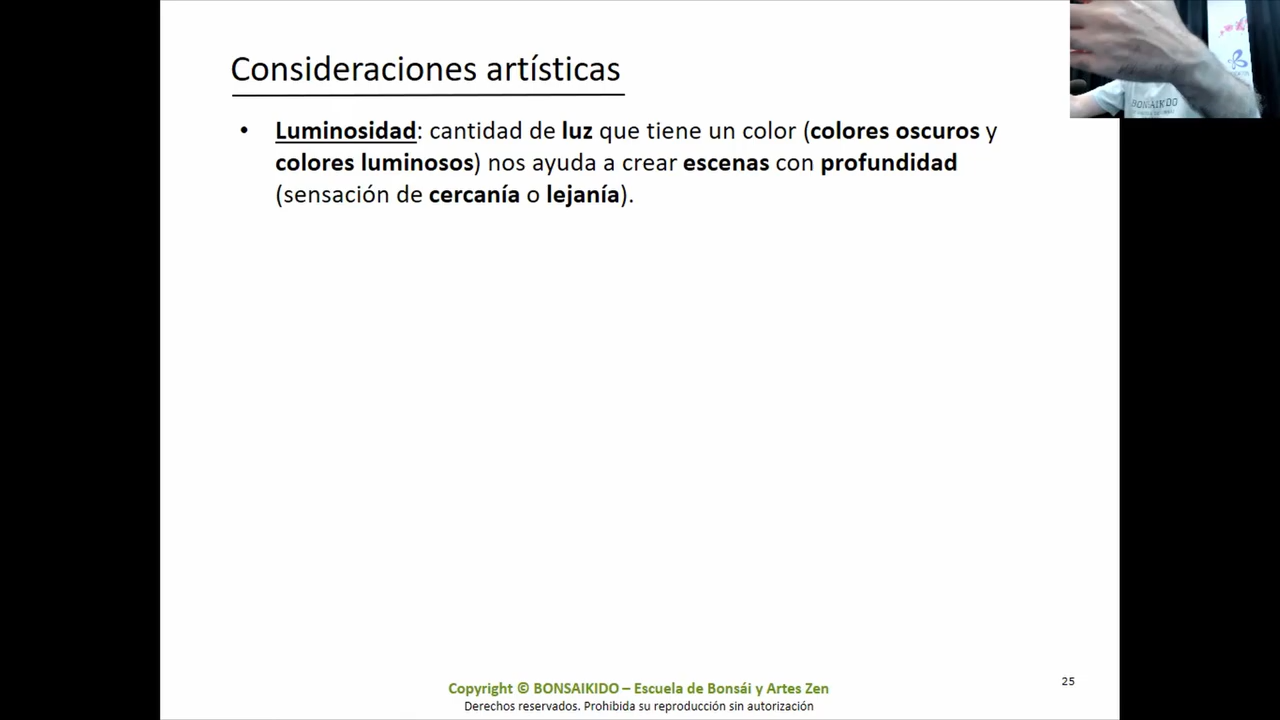 Consideraciones artísticas
• Luminosidad: cantidad de luz que tiene un color (colores oscuros y
colores luminosos) nos ayuda a crear escenas con profundidad
(sensación de cercanía o lejanía).
BONSAIKIDO
25
Copyright © BONSAIKIDO – Escuela de Bonsái y Artes Zen
Derechos reservados. Prohibida su reproducción sin autorización